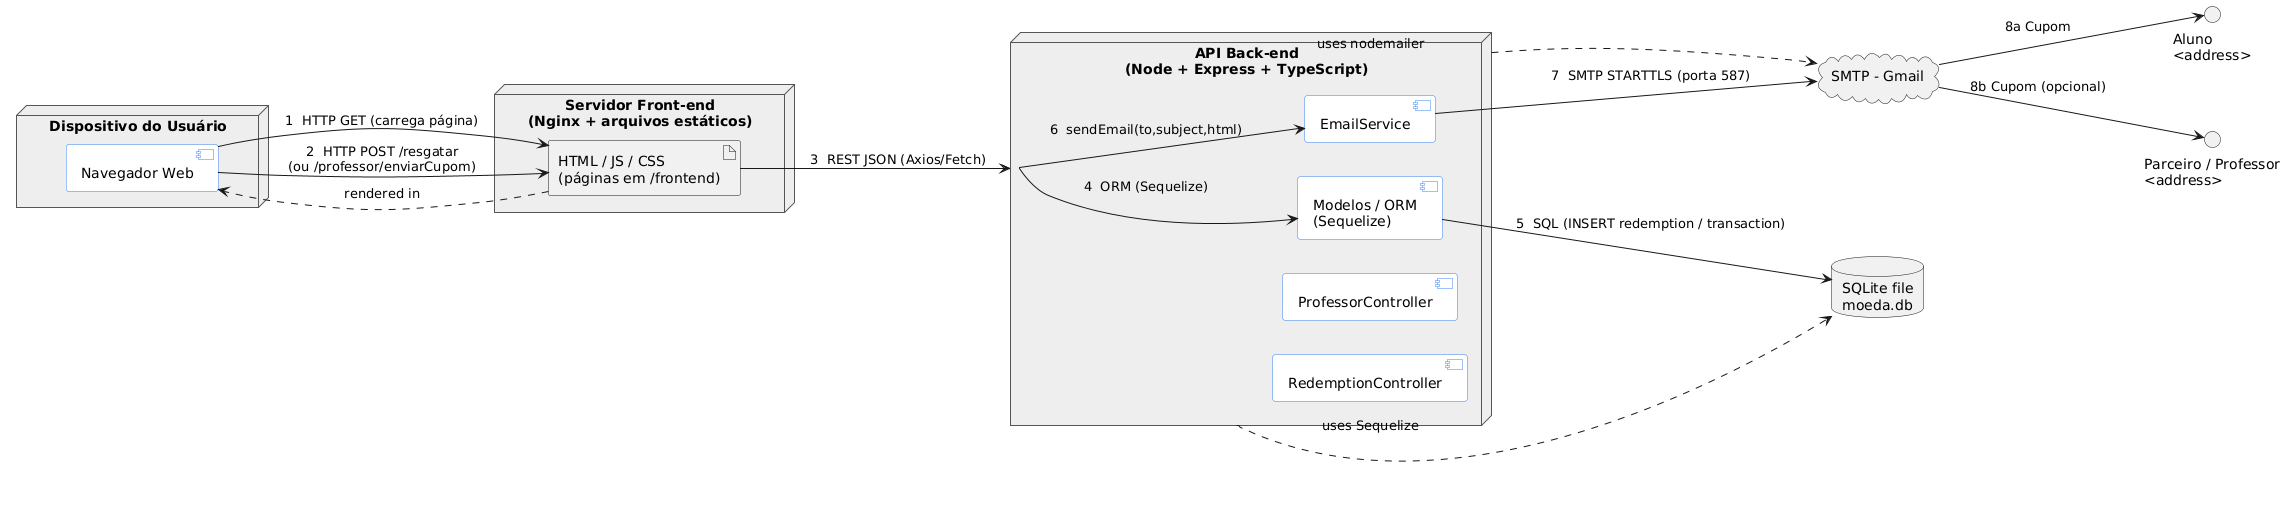 Dispositivo do Usuário
Navegador Web
1  HTTP GET (carrega página)
2  HTTP POST /resgatar
(ou /professor/enviarCupom)
rendered in
Servidor Front-end
(Nginx + arquivos estáticos)
HTML / JS / CSS
(páginas em /frontend)
3  REST JSON (Axios/Fetch)
API Back-end
(Node + Express + TypeScript)
uses nodemailer
6  sendEmail(to,subject,html)
EmailService
4  ORM (Sequelize)
Modelos / ORM
(Sequelize)
ProfessorController
RedemptionController
uses Sequelize
7  SMTP STARTTLS (porta 587)
5  SQL (INSERT redemption / transaction)
SMTP - Gmail
SQLite file
moeda.db
8a Cupom
8b Cupom (opcional)
Aluno
<address>
Parceiro / Professor
<address>